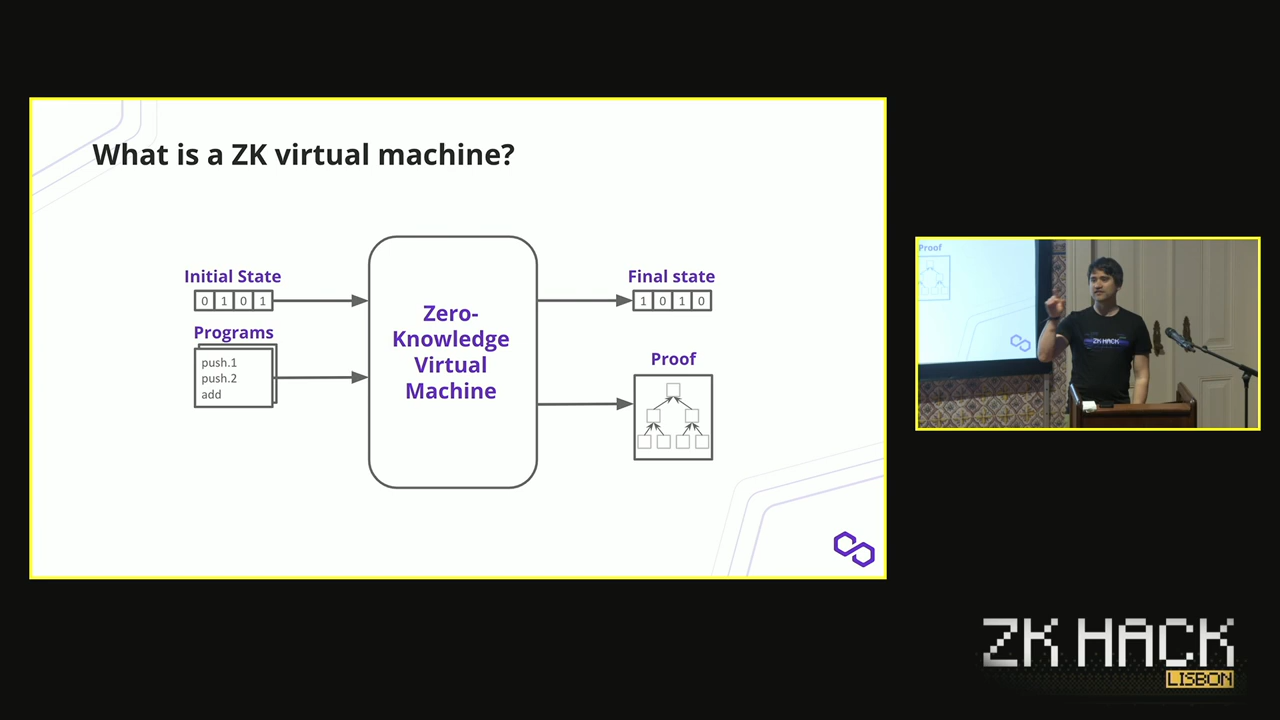 What is a ZK virtual machine?
Initial State
0 1 0 1
Programs
push.1
push.2
add
Zero-
Knowledge
Virtual
Machine
Final state
1 0 1 0
Proof
Proof
ZK HACK
ZK HACK
LISBON